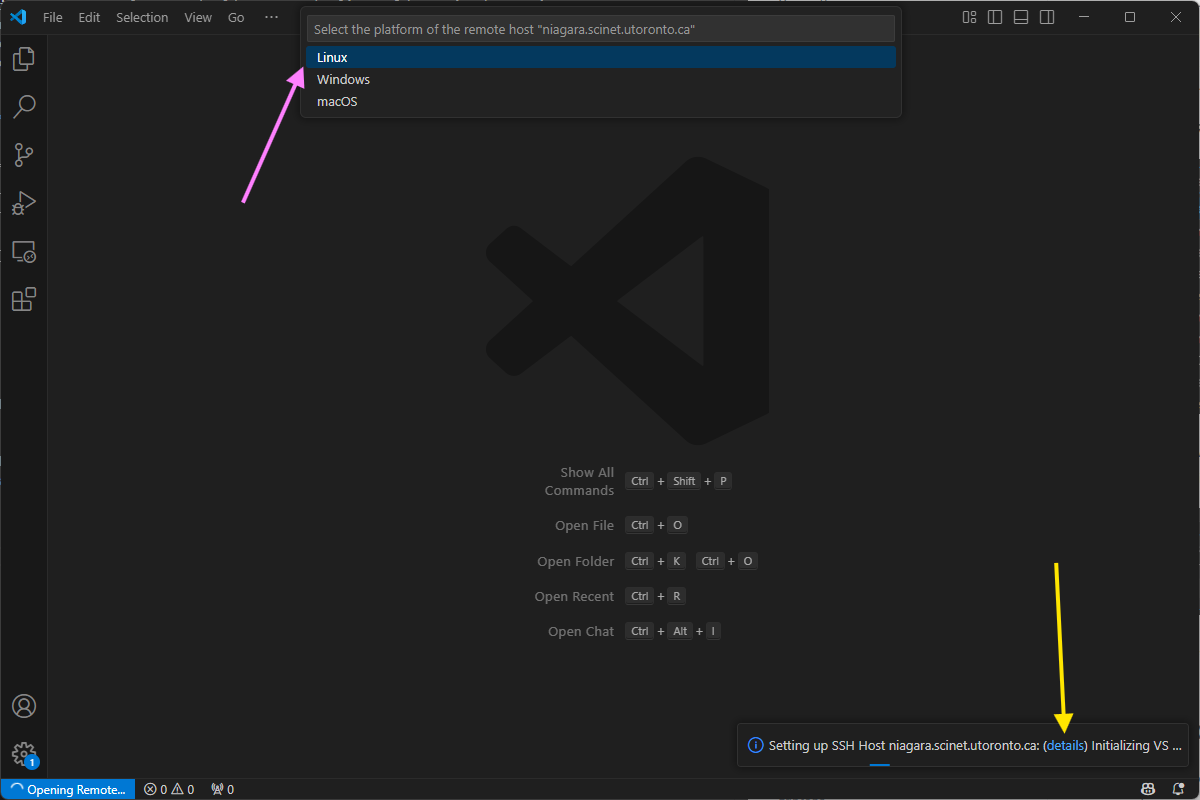 File Edit Selection View Go ···
Select the platform of the remote host "niagara.scinet.utoronto.ca"
Linux
Windows
macOS
Show All
Commands
Ctrl + Shift + P
Open File Ctrl + O
Open Folder Ctrl + K Ctrl + O
Open Recent Ctrl + R
Open Chat Ctrl + Alt + I
1
Setting up SSH Host niagara.scinet.utoronto.ca: (details) Initializing VS ...
Opening Remote... 0 0 0